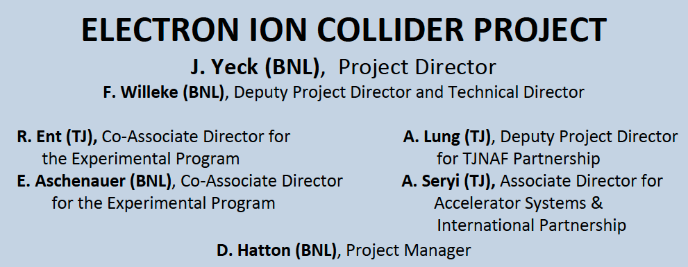 ELECTRON ION COLLIDER PROJECT
J. Yeck (BNL), Project Director
F. Willeke (BNL), Deputy Project Director and Technical Director
R. Ent (TJ), Co-Associate Director for
the Experimental Program
E. Aschenauer (BNL), Co-Associate Director
for the Experimental Program
A. Lung (TJ), Deputy Project Director
for TJNAF Partnership
A. Seryi (TJ), Associate Director for
Accelerator Systems &
International Partnership
D. Hatton (BNL), Project Manager